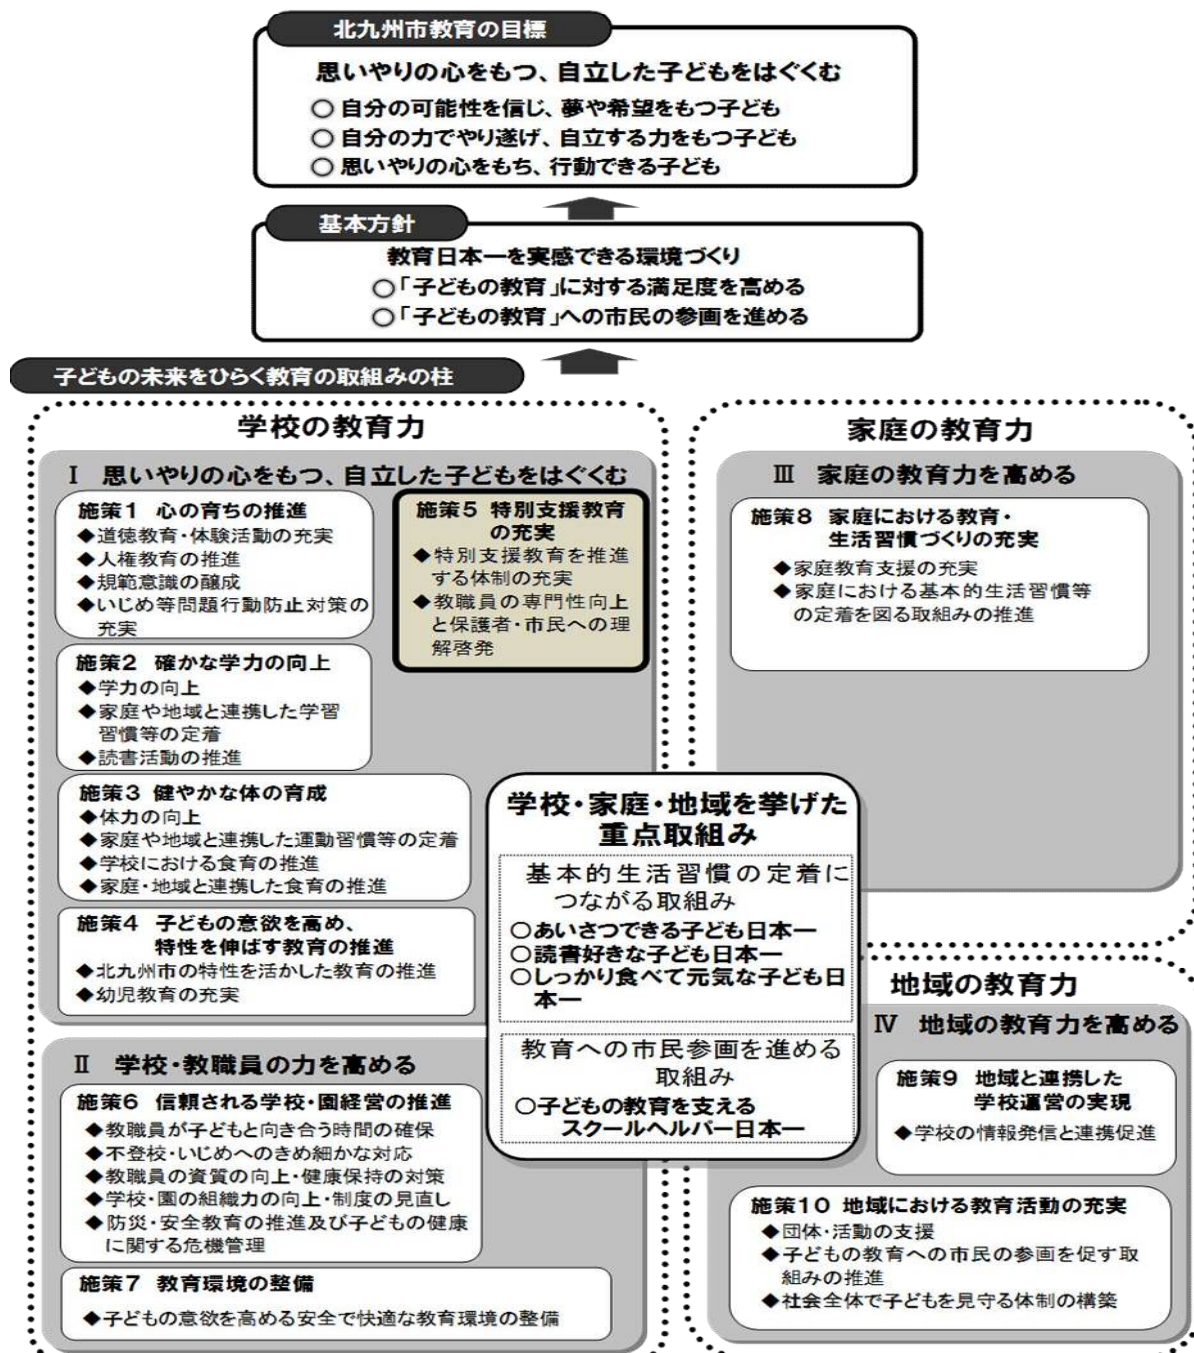 北九州市教育の目標
思いやりの心をもつ、自立した子どもをはぐくむ
○自分の可能性を信じ、夢や希望をもつ子ども
○自分の力でやり遂げ、自立する力をもつ子ども
○思いやりの心をもち、行動できる子ども
基本方針
教育日本一を実感できる環境づくり
○「子どもの教育」に対する満足度を高める
○「子どもの教育」への市民の参画を進める
子どもの未来をひらく教育の取組みの柱
学校の教育力
Ⅰ 思いやりの心をもつ、自立した子どもをはぐくむ
施策1 心の育ちの推進
◆道徳教育・体験活動の充実
◆人権教育の推進
◆規範意識の醸成
◆いじめ等問題行動防止対策の
充実
施策2 確かな学力の向上
◆学力の向上
◆家庭や地域と連携した学習
習慣等の定着
◆読書活動の推進
施策3 健やかな体の育成
◆体力の向上
◆家庭や地域と連携した運動習慣等の定着
◆学校における食育の推進
◆家庭・地域と連携した食育の推進
施策4 子どもの意欲を高め、
特性を伸ばす教育の推進
◆北九州市の特性を活かした教育の推進
◆幼児教育の充実
施策5 特別支援教育
の充実
◆特別支援教育を推進
する体制の充実
◆教職員の専門性向上
と保護者・市民への理
解啓発
Ⅱ 学校・教職員の力を高める
施策6 信頼される学校・園経営の推進
◆教職員が子どもと向き合う時間の確保
◆不登校・いじめへのきめ細かな対応
◆教職員の資質の向上・健康保持の対策
◆学校・園の組織力の向上・制度の見直し
◆防災・安全教育の推進及び子どもの健康
に関する危機管理
施策7 教育環境の整備
◆子どもの意欲を高める安全で快適な教育環境の整備
学校・家庭・地域を挙げた
重点取組み
基本的生活習慣の定着に
つながる取組み
○あいさつできる子ども日本一
○読書好きな子ども日本一
○しっかり食べて元気な子ども日
本一
教育への市民参画を進める
取組み
○子どもの教育を支える
スクールヘルパー日本一
家庭の教育力
Ⅲ 家庭の教育力を高める
施策8 家庭における教育・
生活習慣づくりの充実
◆家庭教育支援の充実
◆家庭における基本的生活習慣等
の定着を図る取組みの推進
地域の教育力
Ⅳ 地域の教育力を高める
施策9 地域と連携した
学校運営の実現
◆学校の情報発信と連携促進
施策10 地域における教育活動の充実
◆団体・活動の支援
◆子どもの教育への市民の参画を促す取
組みの推進
◆社会全体で子どもを見守る体制の構築